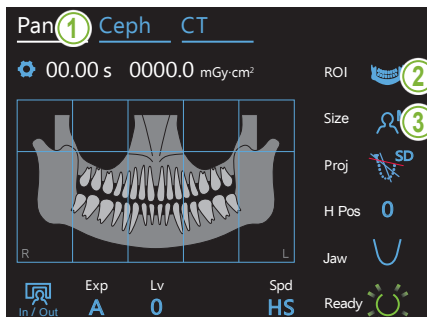 Pan 1 Ceph CT
00.00 s 0000.0 mGy·cm²
ROI 2
Size 3
Proj SD
H Pos 0
R L
Jaw
In / Out
Exp A
Lv 0
Spd HS
Ready